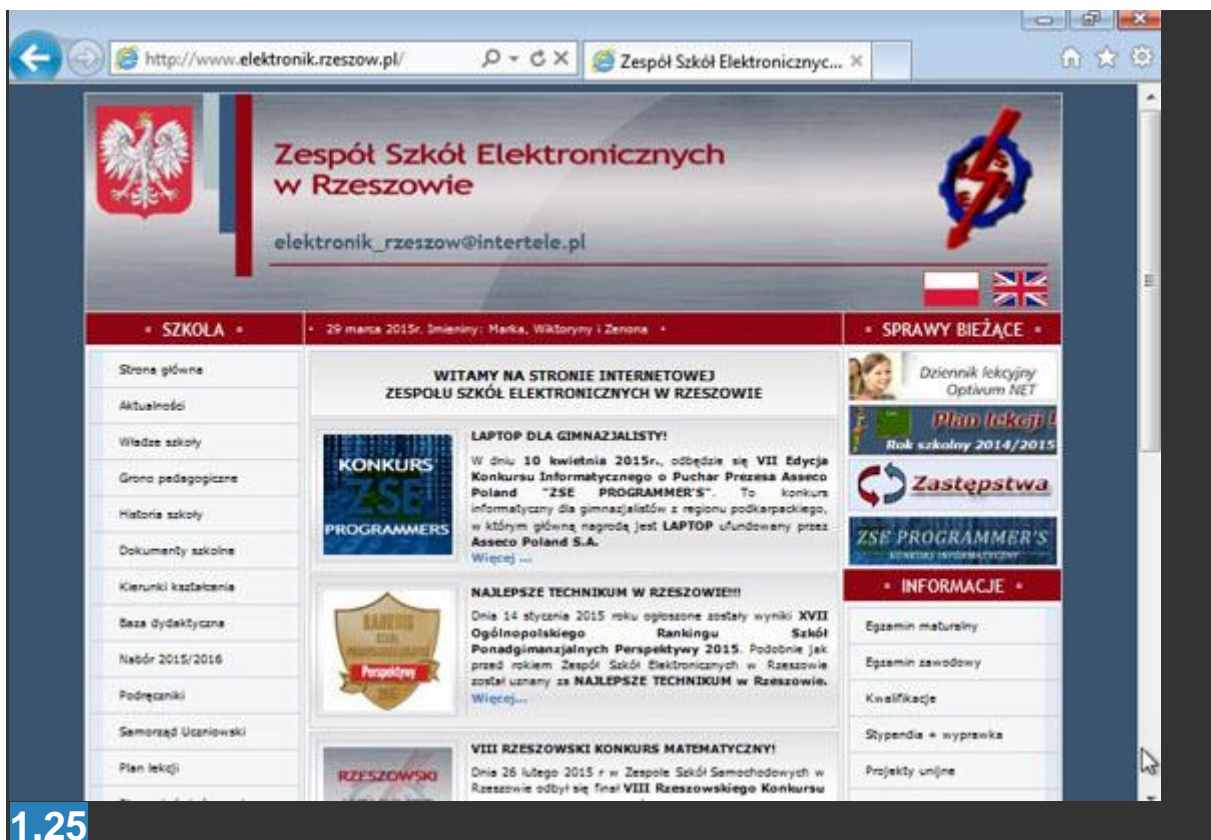 http://www.elektronik.rzeszow.pl/
Zespół Szkół Elektronicznyc...
Zespół Szkół Elektronicznych
w Rzeszowie
elektronik_rzeszow@intertele.pl
• SZKOŁA •
• 29 marca 2015r. Imieniny: Marka, Wiktoryny i Zenona •
• SPRAWY BIEŻĄCE •
Strona główna
Aktualności
Władze szkoły
Grono pedagogiczne
Historia szkoły
Dokumenty szkolne
Kierunki kształcenia
Baza dydaktyczna
Nabór 2015/2016
Podręczniki
Samorząd Uczniowski
Plan lekcji
WITAMY NA STRONIE INTERNETOWEJ
ZESPOŁU SZKÓŁ ELEKTRONICZNYCH W RZESZOWIE
KONKURS
ZSE
PROGRAMMERS
LAPTOP DLA GIMNAZJALISTY!
W dniu 10 kwietnia 2015r., odbędzie się VII Edycja
Konkursu Informatycznego o Puchar Prezesa Asseco
Poland "ZSE PROGRAMMER'S". To konkurs
informatyczny dla gimnazjalistów z regionu podkarpackiego,
w którym główną nagrodą jest LAPTOP ufundowany przez
Asseco Poland S.A.
Więcej ...
Perspektywy
NAJLEPSZE TECHNIKUM W RZESZOWIE!!!
Dnia 14 stycznia 2015 roku ogłoszone zostały wyniki XVII
Ogólnopolskiego Rankingu Szkół
Ponadgimanzjalnych Perspektywy 2015. Podobnie jak
przed rokiem Zespół Szkół Elektronicznych w Rzeszowie
został uznany za NAJLEPSZE TECHNIKUM w Rzeszowie.
Więcej...
RZESZOWSKI
VIII RZESZOWSKI KONKURS MATEMATYCZNY!
Dnia 26 lutego 2015 r w Zespole Szkół Samochodowych w
Rzeszowie odbył się finał VIII Rzeszowskiego Konkursu
Dziennik lekcyjny
Optivum NET
Plan lekcji !
Rok szkolny 2014/2015
Zastępstwa
ZSE PROGRAMMER'S
KONKURS INFORMATYCZNY
• INFORMACJE •
Egzamin maturalny
Egzamin zawodowy
Kwalifikacje
Stypendia + wyprawka
Projekty unijne
1.25